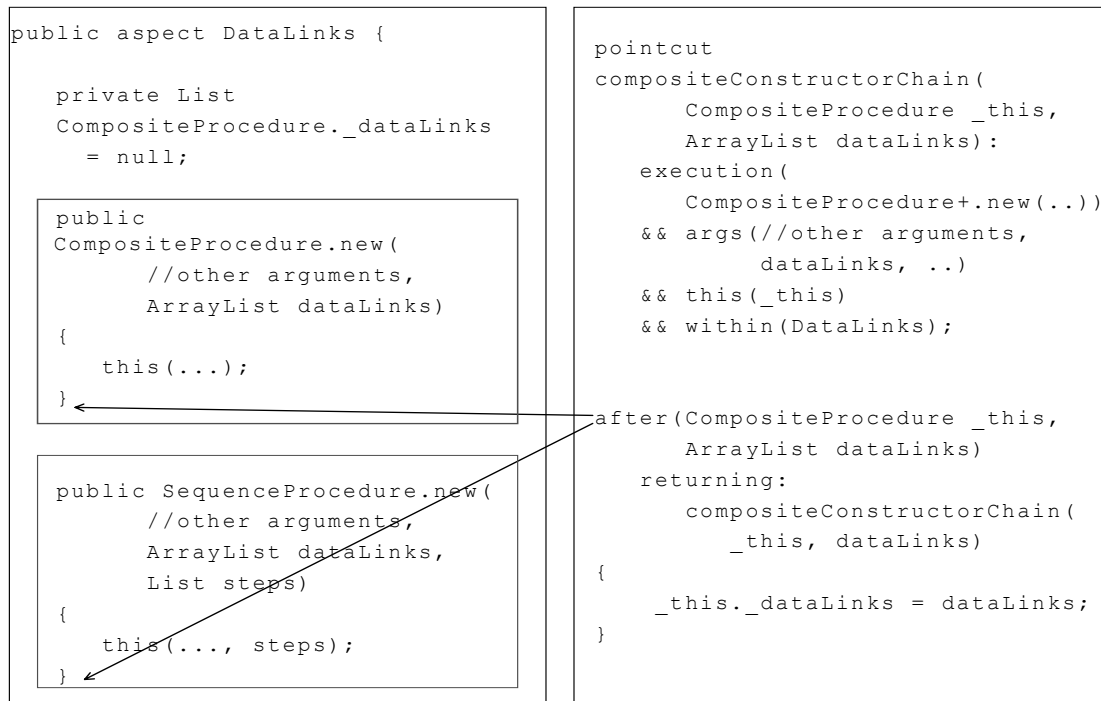 public aspect DataLinks {
private List
CompositeProcedure._dataLinks
= null;
public
CompositeProcedure.new(
//other arguments,
ArrayList dataLinks)
{
this(...);
}
public SequenceProcedure.new(
//other arguments,
ArrayList dataLinks,
List steps)
{
this(..., steps);
}
pointcut
compositeConstructorChain(
CompositeProcedure _this,
ArrayList dataLinks):
execution(
CompositeProcedure+.new(..))
&& args(//other arguments,
dataLinks, ..)
&& this(_this)
&& within(DataLinks);
after(CompositeProcedure _this,
ArrayList dataLinks)
returning:
compositeConstructorChain(
_this, dataLinks)
{
_this._dataLinks = dataLinks;
}